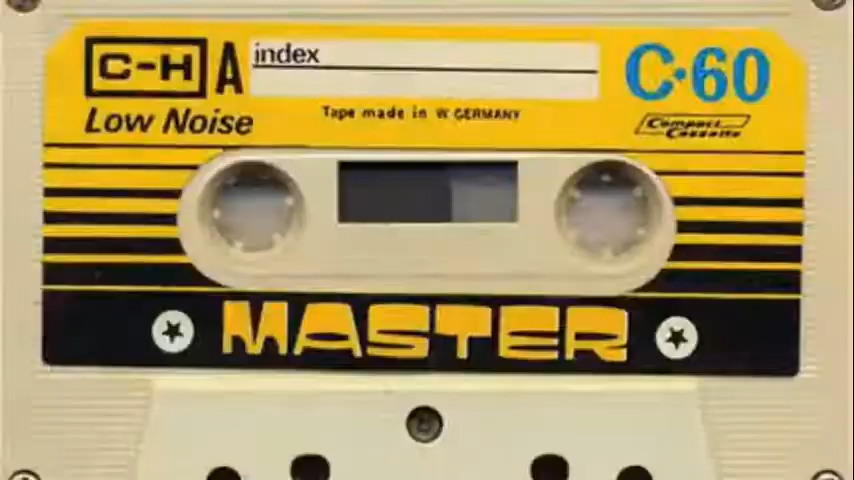 C-H A index
C·60
Low Noise
Tape made in W. GERMANY
Compact
Cassette
MASTER